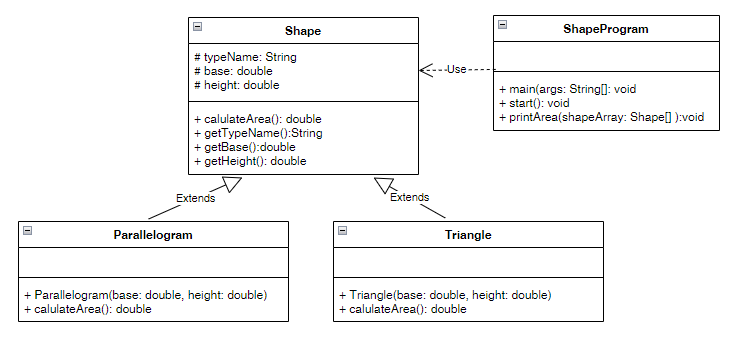 Shape
# typeName: String
# base: double
# height: double
+ calulateArea(): double
+ getTypeName():String
+ getBase():double
+ getHeight(): double
Use
ShapeProgram
+ main(args: String[]: void
+ start(): void
+ printArea(shapeArray: Shape[] ):void
Extends
Extends
Parallelogram
+ Parallelogram(base: double, height: double)
+ calulateArea(): double
Triangle
+ Triangle(base: double, height: double)
+ calulateArea(): double